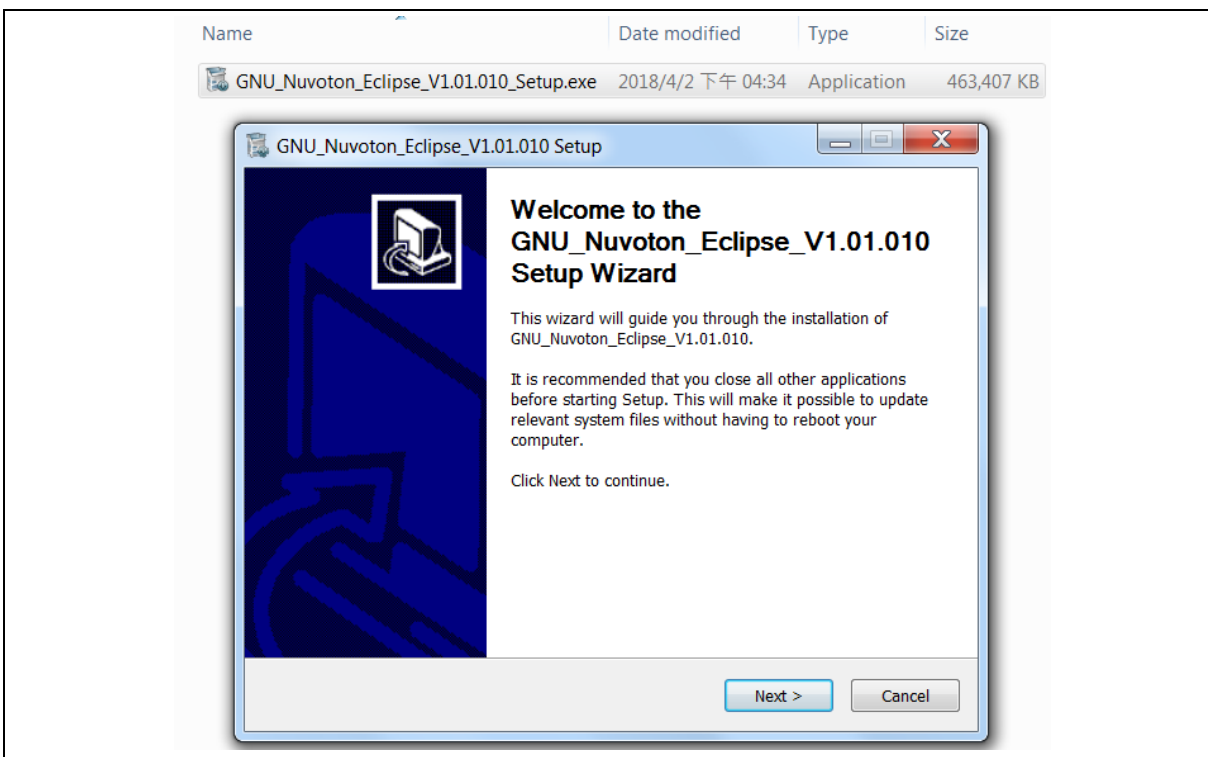 Name Date modified Type Size
GNU_Nuvoton_Eclipse_V1.01.010_Setup.exe 2018/4/2 下午 04:34 Application 463,407 KB
GNU_Nuvoton_Eclipse_V1.01.010 Setup
Welcome to the
GNU_Nuvoton_Eclipse_V1.01.010
Setup Wizard
This wizard will guide you through the installation of
GNU_Nuvoton_Eclipse_V1.01.010.
It is recommended that you close all other applications
before starting Setup. This will make it possible to update
relevant system files without having to reboot your
computer.
Click Next to continue.
Next > Cancel